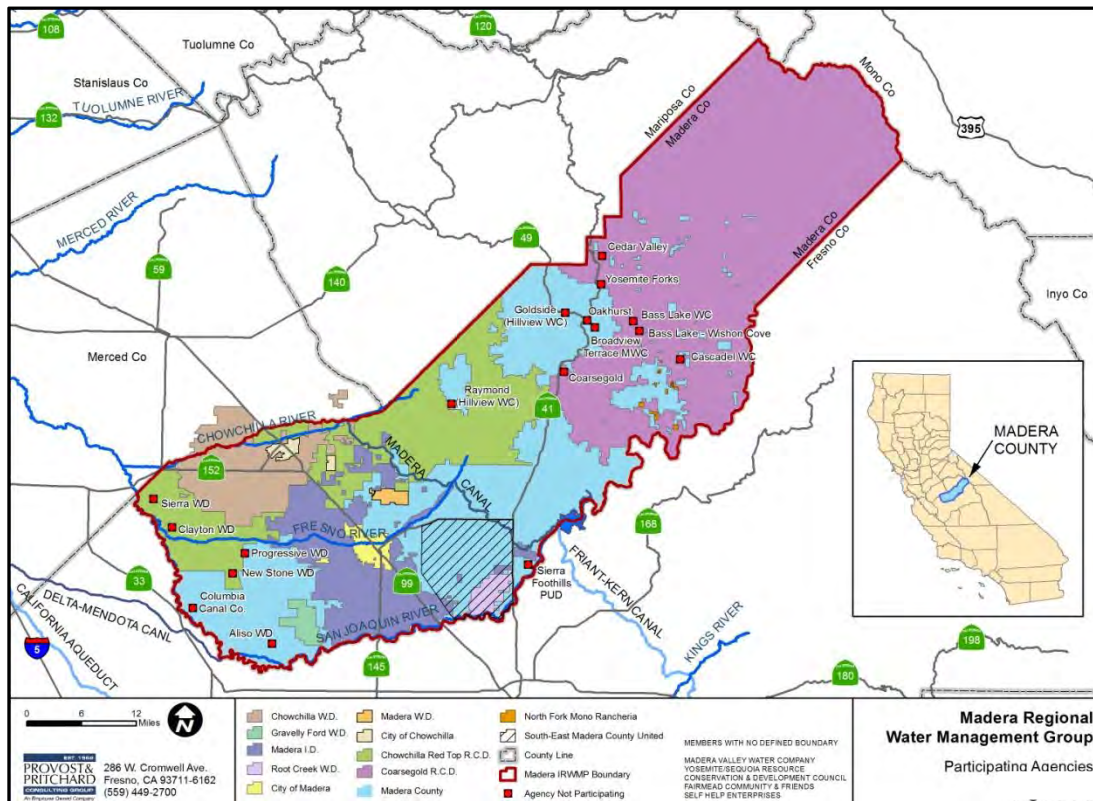 108
Tuolumne Co
120
Stanislaus Co
TUOLUMNE RIVER
132
Mariposa Co
Madera Co
Mono Co
395
MERCED RIVER
59
49
140
Madera Co
Fresno Co
Inyo Co
Cedar Valley
Yosemite Forks
Goldside
(Hillview WC)
Oakhurst
Bass Lake WC
Bass Lake - Wishon Cove
Broadview
Terrace MWC
Cascadel WC
Merced Co
Coarsegold
Raymond
(Hillview WC)
41
CHOWCHILLA RIVER
MADERA
CANAL
MADERA
COUNTY
152
Sierra WD
Clayton WD
FRESNO RIVER
168
Progressive WD
New Stone WD
Sierra
Foothills
PUD
FRIANT-KERN CANAL
33
99
Columbia
Canal Co
DELTA-MENDOTA CANL
CALIFORNIA AQUEDUCT
Aliso WD
SAN JOAQUIN RIVER
KINGS RIVER
5
145
198
180
0 6 12
Miles
N
EST. 1968
PROVOST&
PRITCHARD
CONSULTING GROUP
An Employee Owned Company
286 W. Cromwell Ave.
Fresno, CA 93711-6162
(559) 449-2700
Chowchilla W.D.
Gravelly Ford W.D.
Madera I.D.
Root Creek W.D.
City of Madera
Madera W.D.
City of Chowchilla
Chowchilla Red Top R.C.D.
Coarsegold R.C.D.
Madera County
North Fork Mono Rancheria
South-East Madera County United
County Line
Madera IRWMP Boundary
Agency Not Participating
MEMBERS WITH NO DEFINED BOUNDARY
MADERA VALLEY WATER COMPANY
YOSEMITE/SEQUOIA RESOURCE
CONSERVATION & DEVELOPMENT COUNCIL
FAIRMEAD COMMUNITY & FRIENDS
SELF HELP ENTERPRISES
Madera Regional
Water Management Group
Participating Agencies